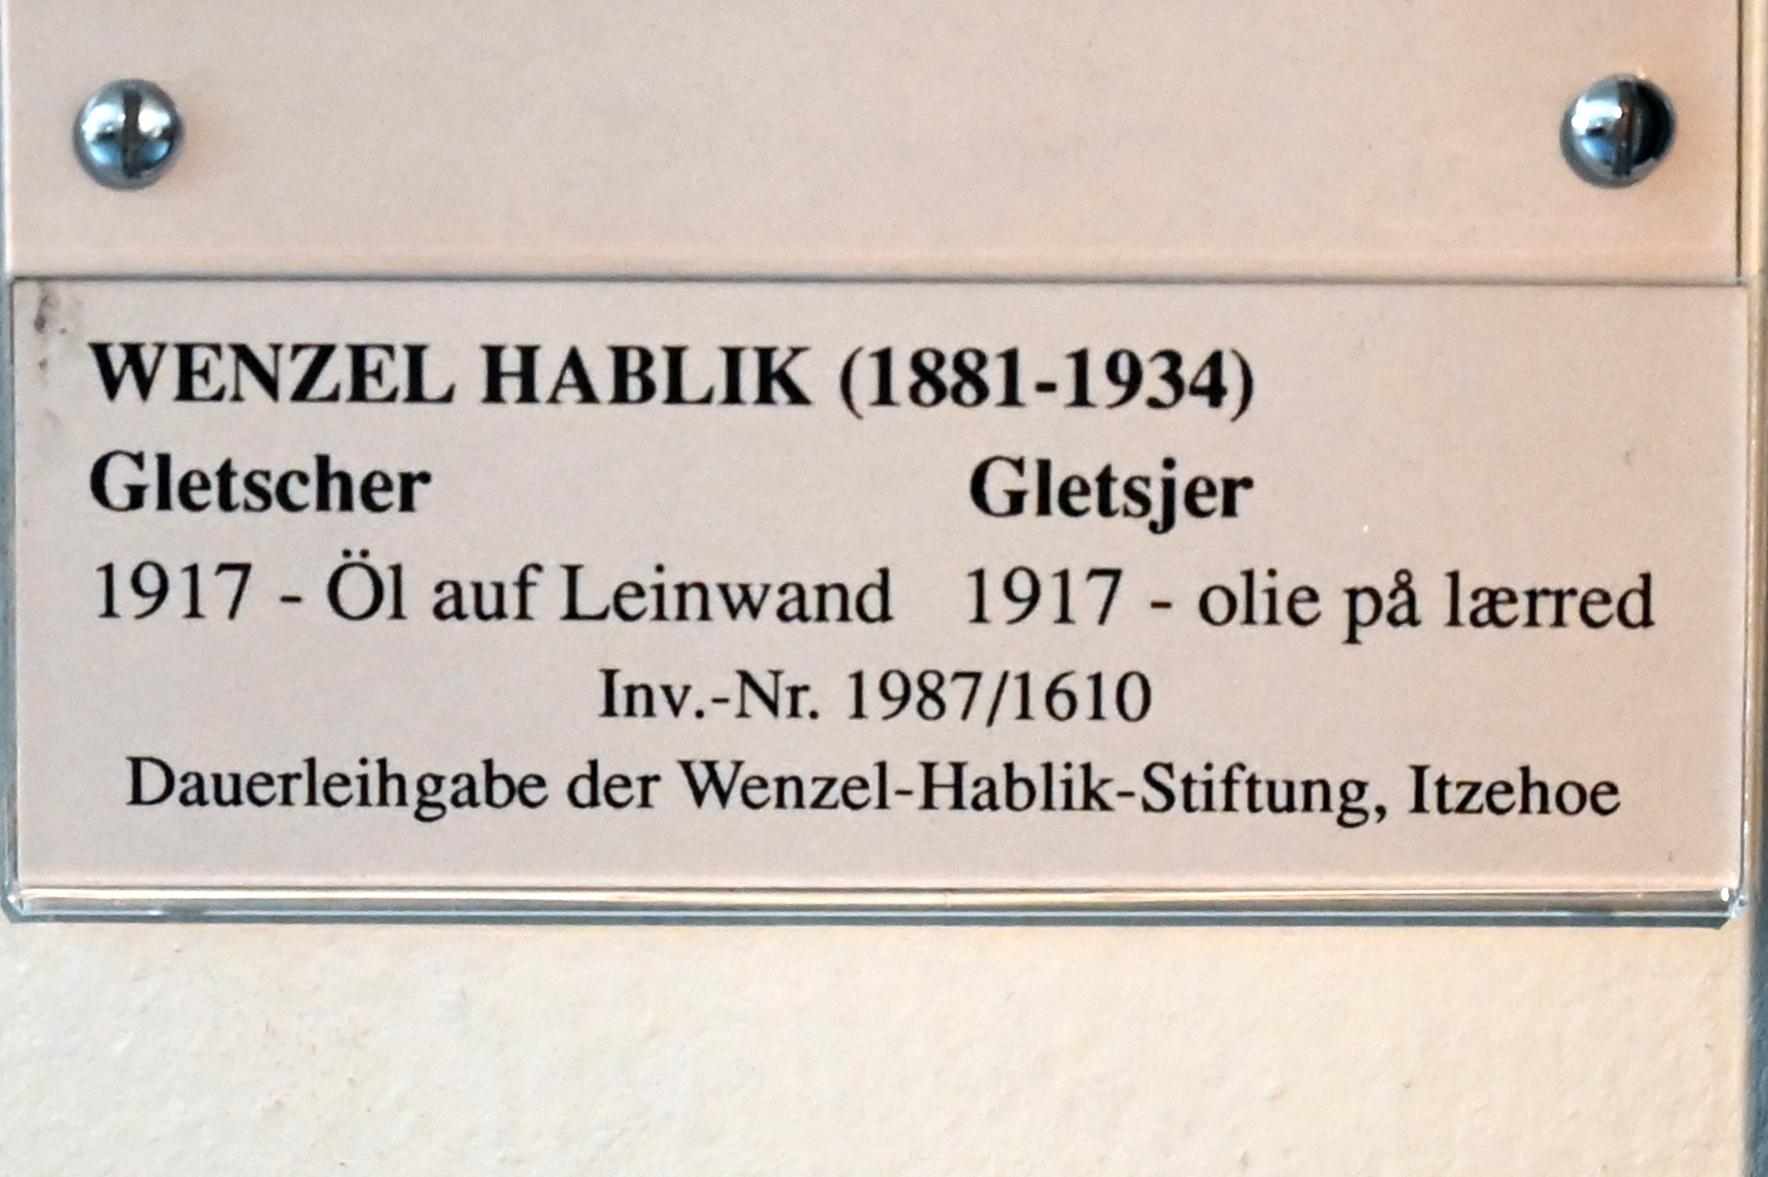 WENZEL HABLIK (1881-1934)
Gletscher Gletsjer
1917 - Öl auf Leinwand 1917 - olie på lærred
Inv.-Nr. 1987/1610
Dauerleihgabe der Wenzel-Hablik-Stiftung, Itzehoe